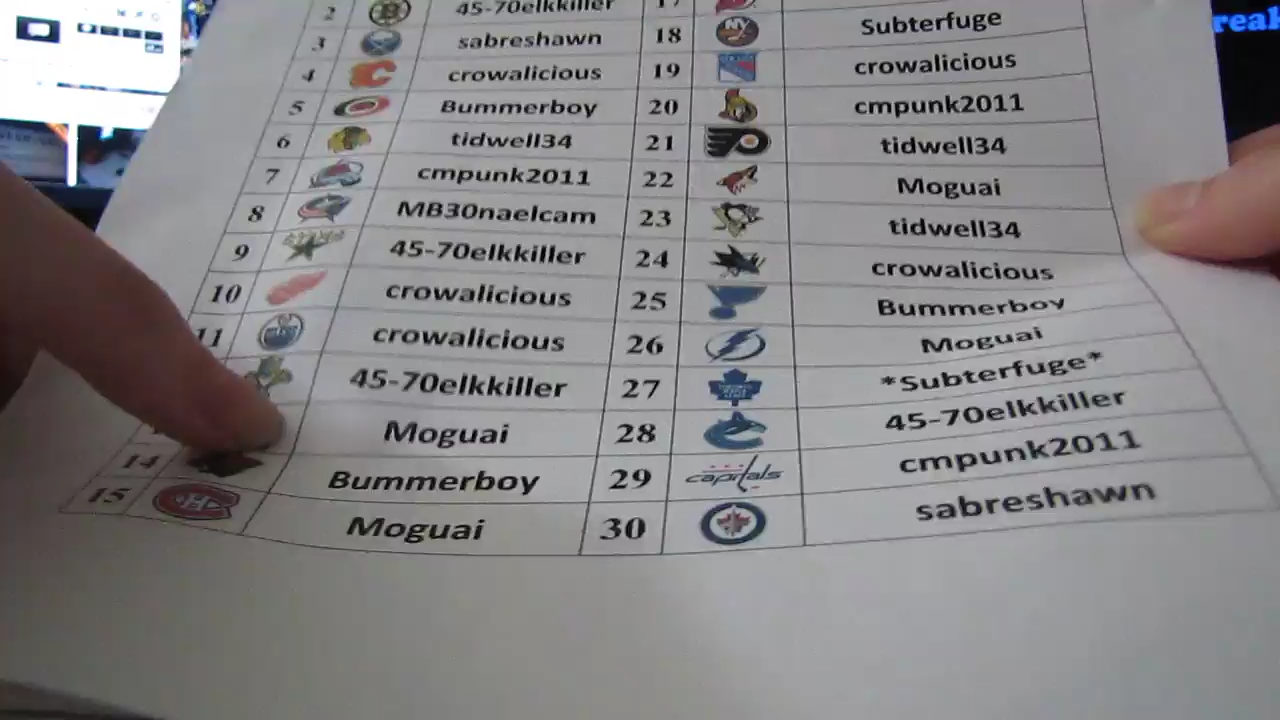 2 45-70elkkiller 17
3 sabreshawn 18 Subterfuge
4 crowalicious 19 crowalicious
5 Bummerboy 20 cmpunk2011
6 tidwell34 21 tidwell34
7 cmpunk2011 22 Moguai
8 MB30naelcam 23 tidwell34
9 45-70elkkiller 24 crowalicious
10 crowalicious 25 Bummerboy
11 OILERS crowalicious 26 Moguai
45-70elkkiller 27 *Subterfuge*
Moguai 28 45-70elkkiller
14 Bummerboy 29 capitals cmpunk2011
15 Moguai 30 sabreshawn
real